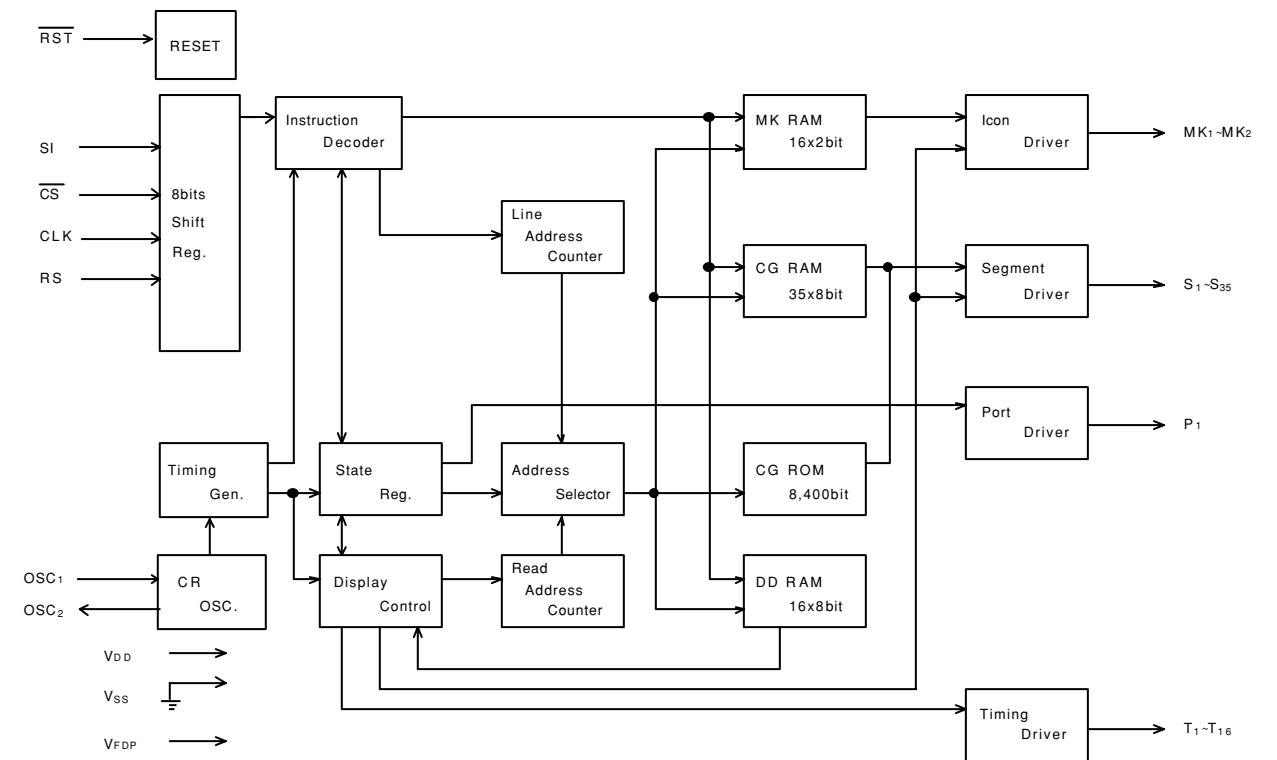 RST
RESET
SI
CS
CLK
RS
8bits
Shift
Reg.
Instruction
Decoder
Line
Address
Counter
MK RAM
16x2bit
Icon
Driver
MK1~MK2
CG RAM
35x8bit
Segment
Driver
S1~S35
Port
Driver
P1
Timing
Gen.
State
Reg.
Address
Selector
CG ROM
8,400bit
OSC1
OSC2
CR
OSC.
Display
Control
Read
Address
Counter
DD RAM
16x8bit
VDD
VSS
VFDP
Timing
Driver
T1~T16